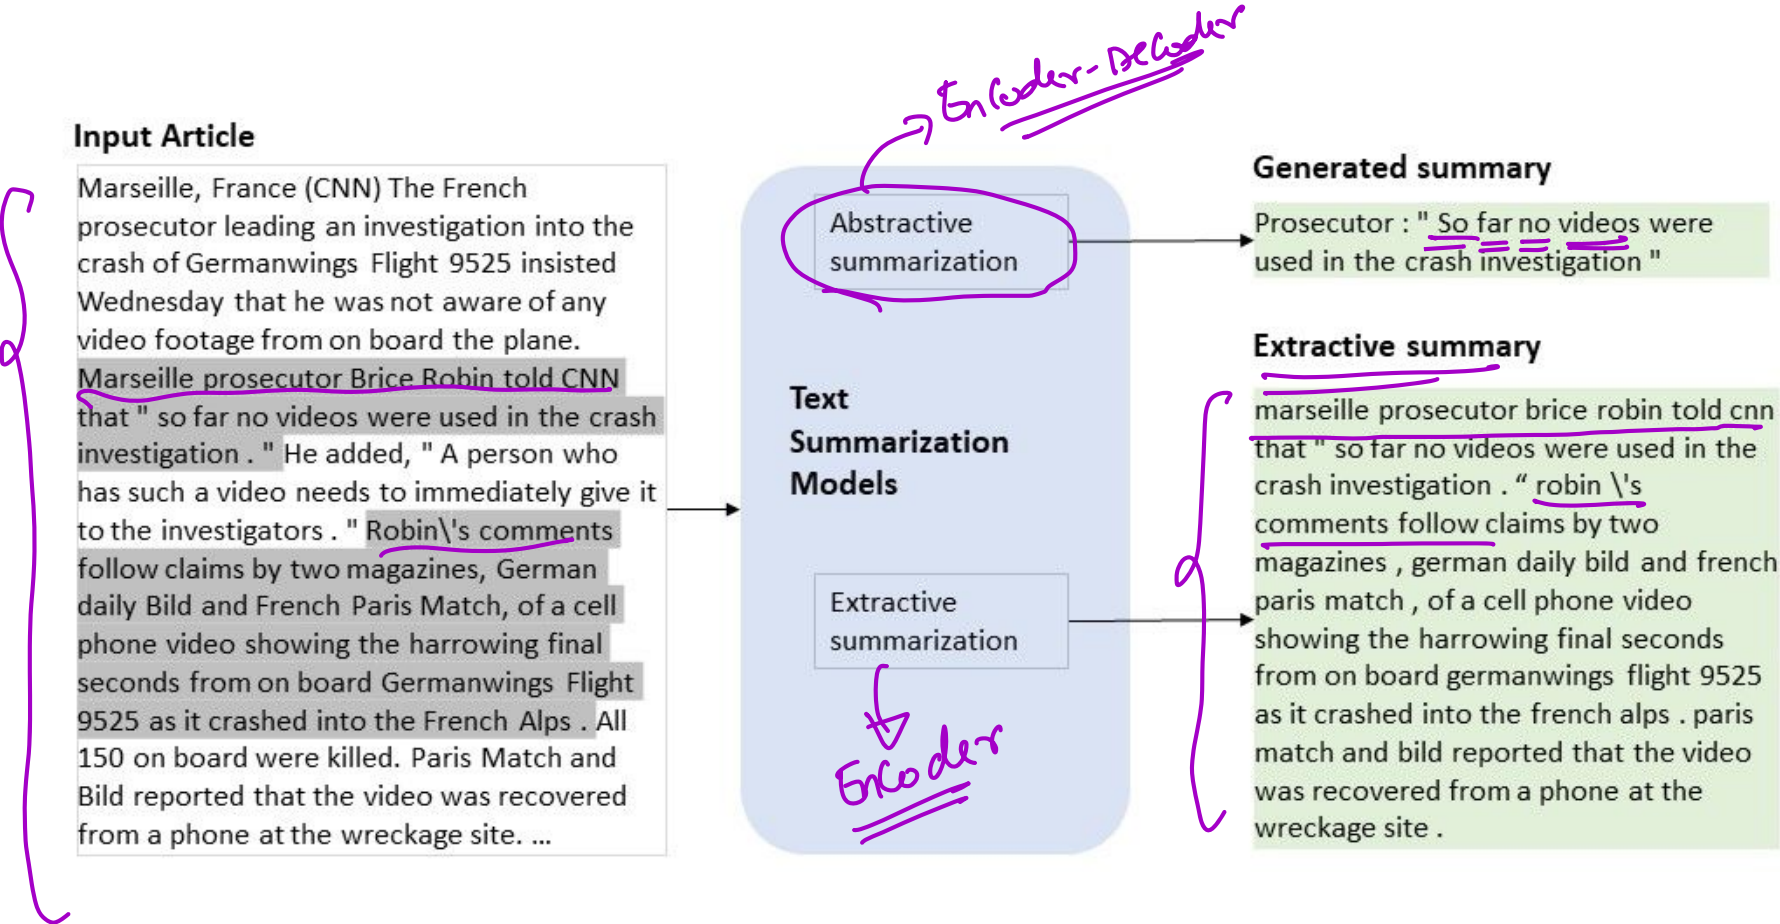 Encoder-Decoder
Input Article
Marseille, France (CNN) The French
prosecutor leading an investigation into the
crash of Germanwings Flight 9525 insisted
Wednesday that he was not aware of any
video footage from on board the plane.
Marseille prosecutor Brice Robin told CNN
that " so far no videos were used in the crash
investigation . " He added, " A person who
has such a video needs to immediately give it
to the investigators . " Robin\'s comments
follow claims by two magazines, German
daily Bild and French Paris Match, of a cell
phone video showing the harrowing final
seconds from on board Germanwings Flight
9525 as it crashed into the French Alps . All
150 on board were killed. Paris Match and
Bild reported that the video was recovered
from a phone at the wreckage site. ...
Abstractive
summarization
Text
Summarization
Models
Extractive
summarization
Encoder
Generated summary
Prosecutor : " So far no videos were
used in the crash investigation "
Extractive summary
marseille prosecutor brice robin told cnn
that " so far no videos were used in the
crash investigation . “ robin \'s
comments follow claims by two
magazines , german daily bild and french
paris match , of a cell phone video
showing the harrowing final seconds
from on board germanwings flight 9525
as it crashed into the french alps . paris
match and bild reported that the video
was recovered from a phone at the
wreckage site .